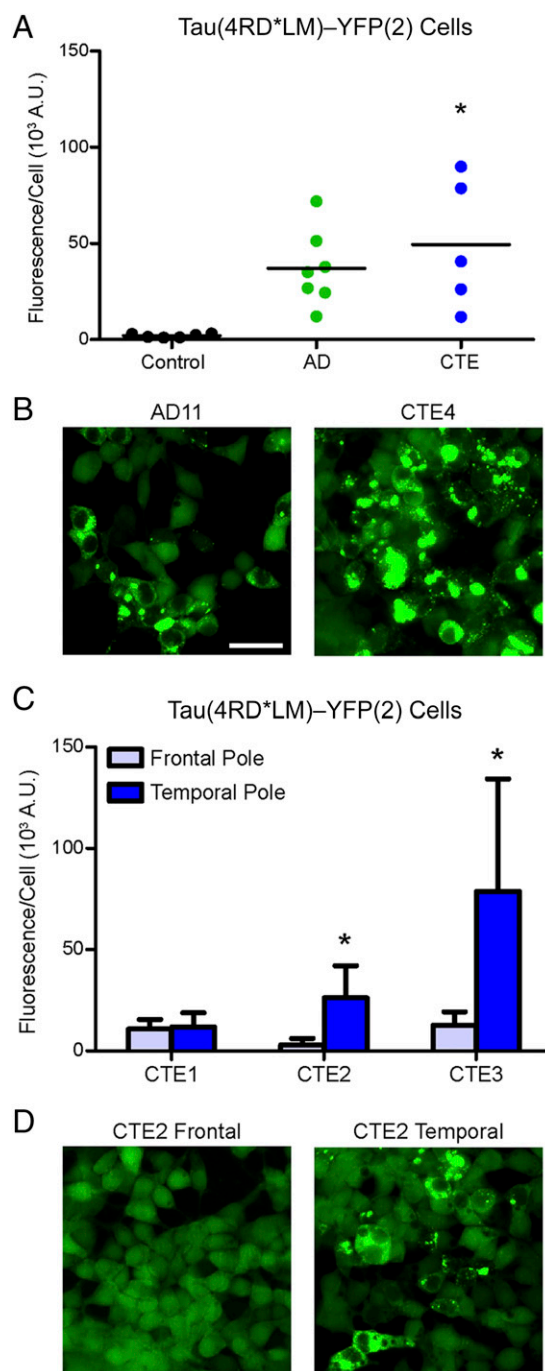 A
Tau(4RD*LM)–YFP(2) Cells
Fluorescence/Cell (10³ A.U.)
150
100
50
0
*
Control AD CTE
B
AD11 CTE4
C
Tau(4RD*LM)–YFP(2) Cells
Fluorescence/Cell (10³ A.U.)
150
100
50
0
Frontal Pole
Temporal Pole
*
*
CTE1 CTE2 CTE3
D
CTE2 Frontal CTE2 Temporal